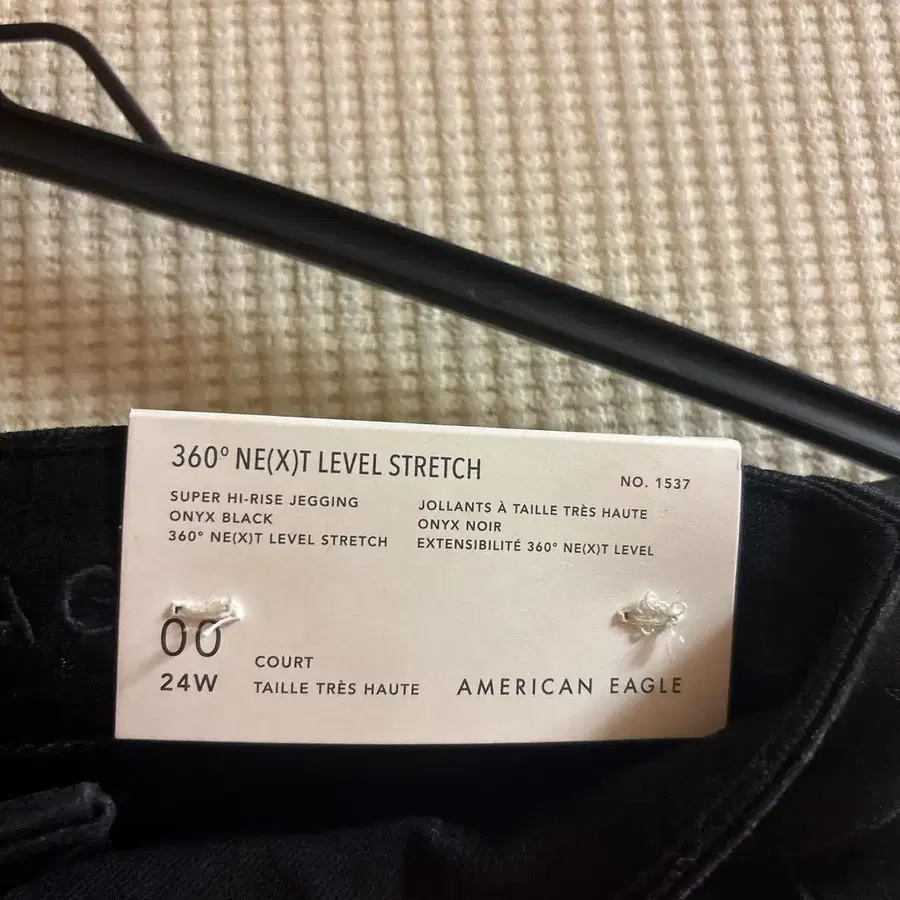 360° NE(X)T LEVEL STRETCH
NO. 1537
SUPER HI-RISE JEGGING
ONYX BLACK
360° NE(X)T LEVEL STRETCH
JOLLANTS À TAILLE TRÈS HAUTE
ONYX NOIR
EXTENSIBILITÉ 360° NE(X)T LEVEL
00
24W
COURT
TAILLE TRÈS HAUTE
AMERICAN EAGLE